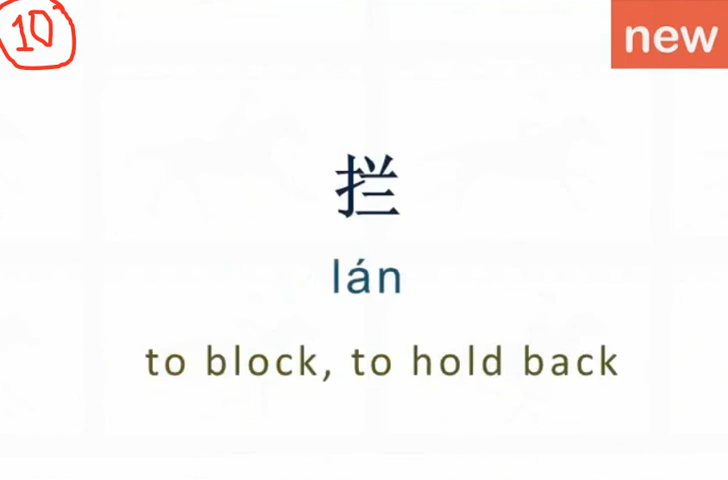 10
new
拦
lán
to block, to hold back